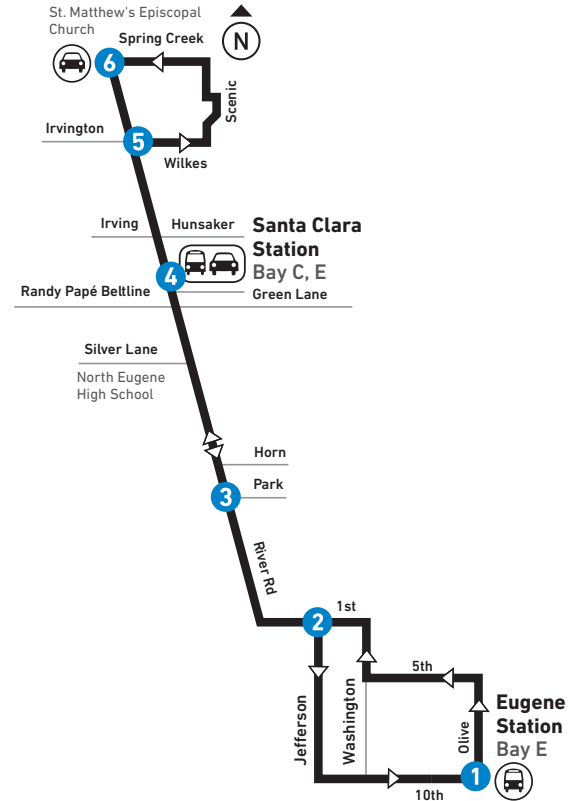 St. Matthew's Episcopal
Church
Spring Creek
N
6
Scenic
Irvington
5
Wilkes
Irving
Hunsaker
Santa Clara
Station
Bay C, E
4
Randy Papé Beltline
Green Lane
Silver Lane
North Eugene
High School
Horn
Park
3
River Rd
1st
2
5th
Jefferson
Washington
Olive
Eugene
Station
Bay E
1
10th